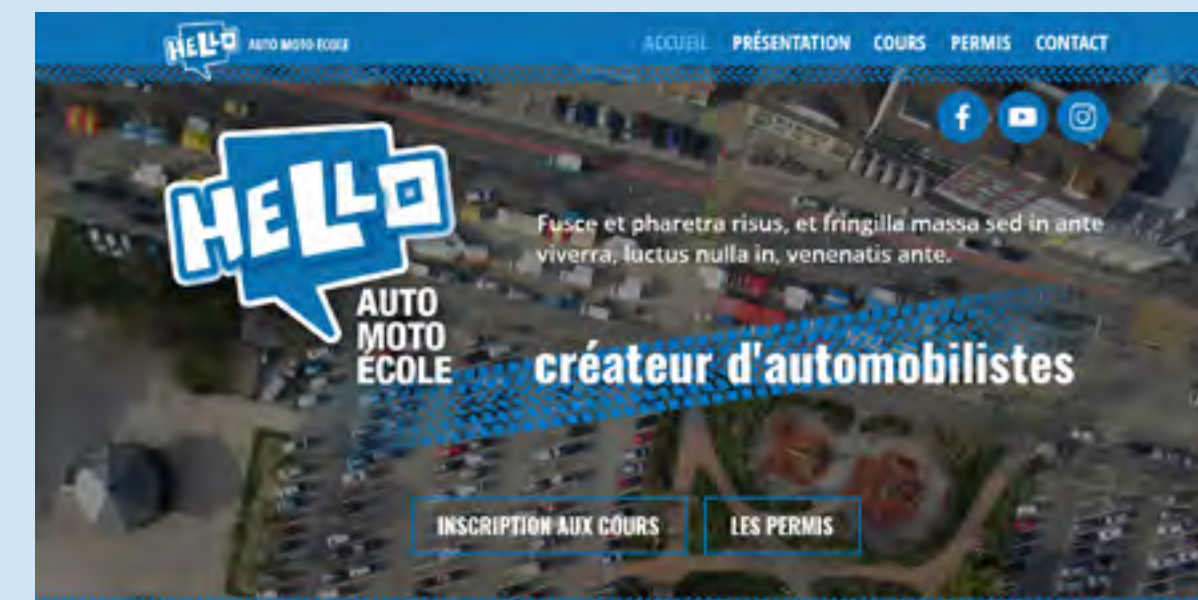 HELLO AUTO MOTO ECOLE
ACCUEIL PRÉSENTATION COURS PERMIS CONTACT
HELLO
AUTO
MOTO
ÉCOLE
Fusce et pharetra risus, et fringilla massa sed in ante
viverra, luctus nulla in, venenatis ante.
créateur d'automobilistes
INSCRIPTION AUX COURS
LES PERMIS